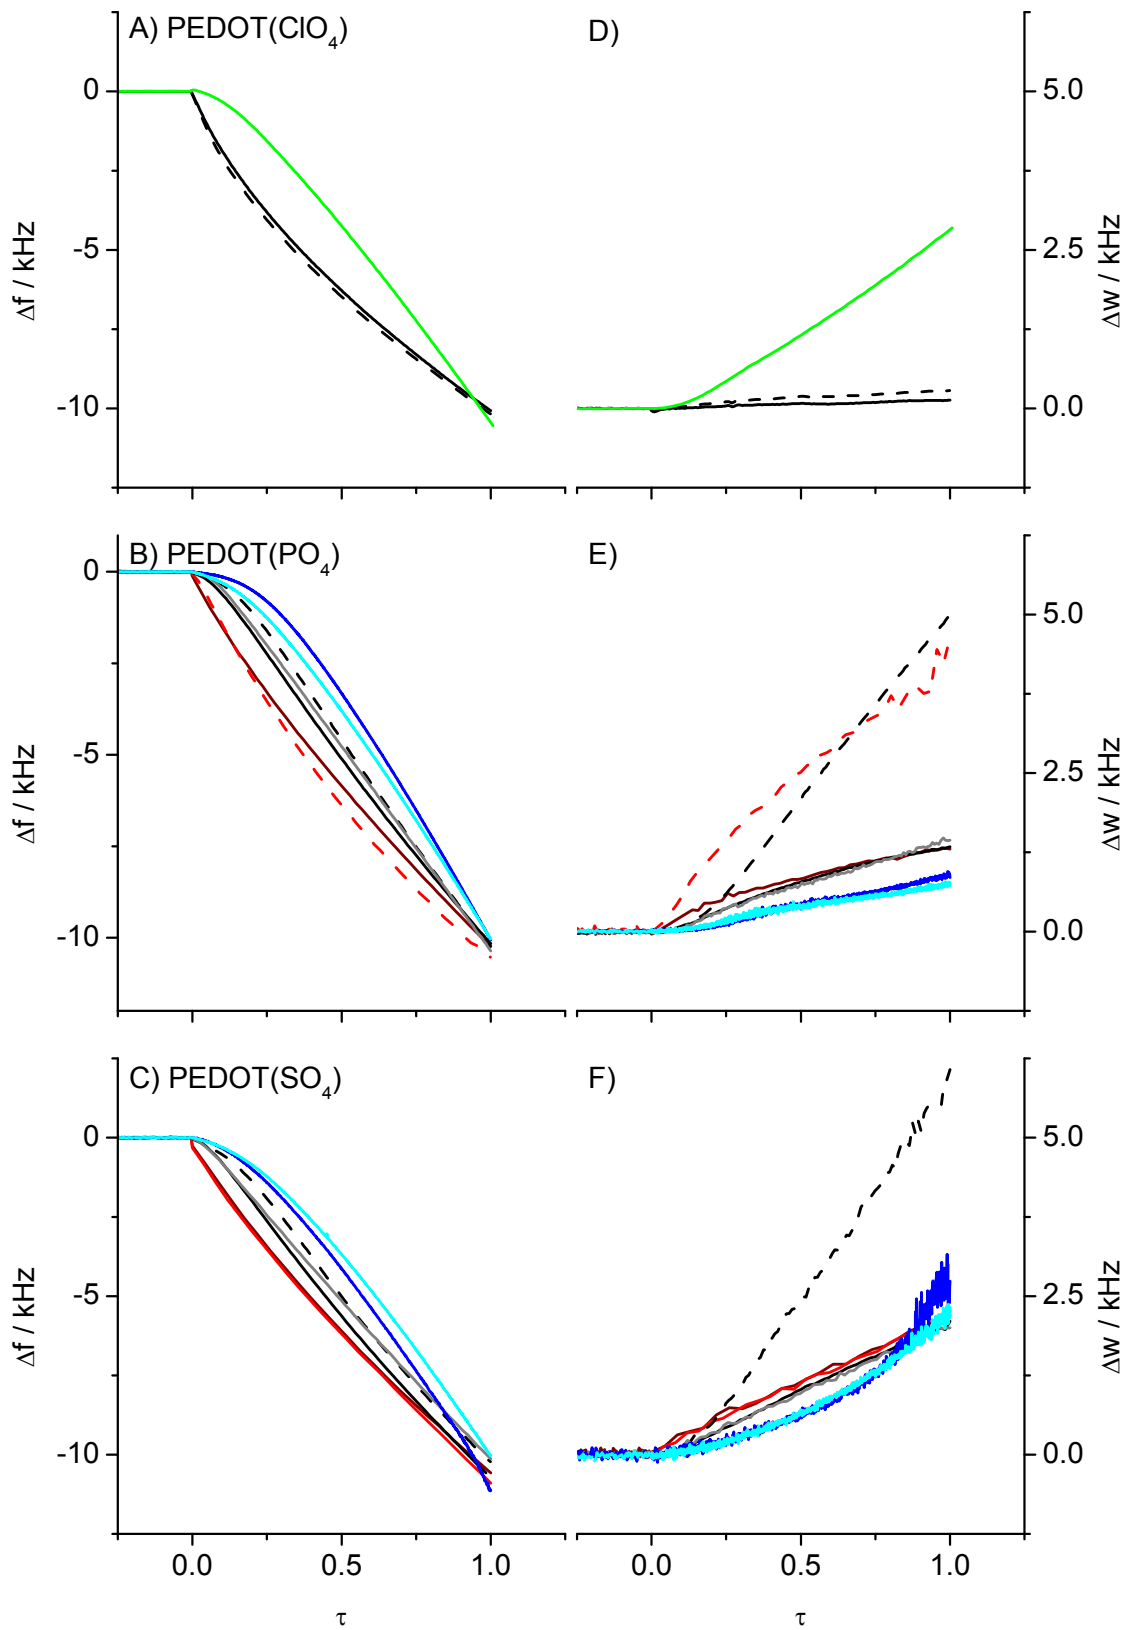 A) PEDOT(ClO₄)
D)
0
-5
-10
Δf / kHz
5.0
2.5
0.0
Δw / kHz
B) PEDOT(PO₄)
E)
0
-5
-10
Δf / kHz
5.0
2.5
0.0
Δw / kHz
C) PEDOT(SO₄)
F)
0
-5
-10
Δf / kHz
5.0
2.5
0.0
Δw / kHz
0.0 0.5 1.0
0.0 0.5 1.0
τ
τ